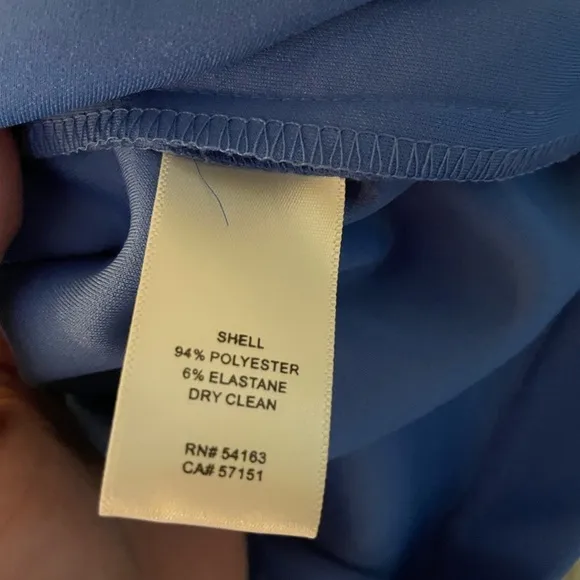 SHELL
94% POLYESTER
6% ELASTANE
DRY CLEAN
RN# 54163
CA# 57151